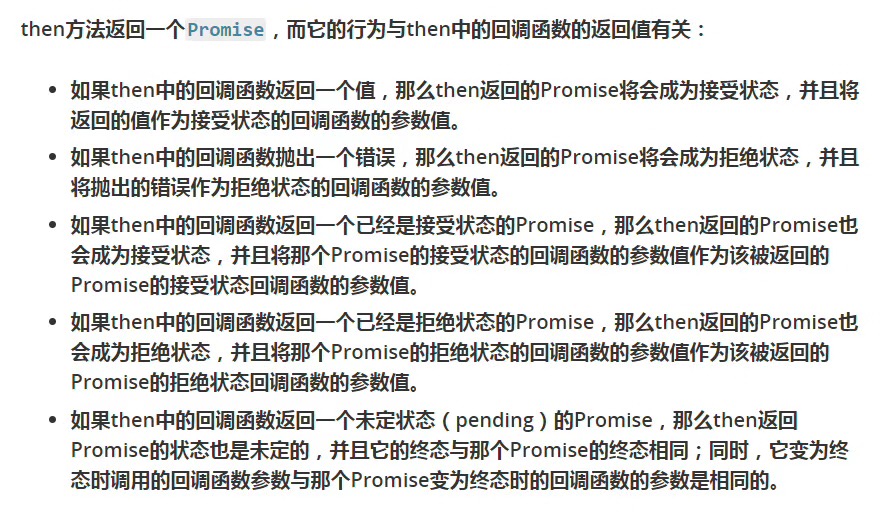 then方法返回一个Promise，而它的行为与then中的回调函数的返回值有关：
• 如果then中的回调函数返回一个值，那么then返回的Promise将会成为接受状态，并且将
返回的值作为接受状态的回调函数的参数值。
• 如果then中的回调函数抛出一个错误，那么then返回的Promise将会成为拒绝状态，并且
将抛出的错误作为拒绝状态的回调函数的参数值。
• 如果then中的回调函数返回一个已经是接受状态的Promise，那么then返回的Promise也
会成为接受状态，并且将那个Promise的接受状态的回调函数的参数值作为该被返回的
Promise的接受状态回调函数的参数值。
• 如果then中的回调函数返回一个已经是拒绝状态的Promise，那么then返回的Promise也
会成为拒绝状态，并且将那个Promise的拒绝状态的回调函数的参数值作为该被返回的
Promise的拒绝状态回调函数的参数值。
• 如果then中的回调函数返回一个未定状态（pending）的Promise，那么then返回
Promise的状态也是未定的，并且它的终态与那个Promise的终态相同；同时，它变为终
态时调用的回调函数参数与那个Promise变为终态时的回调函数的参数是相同的。